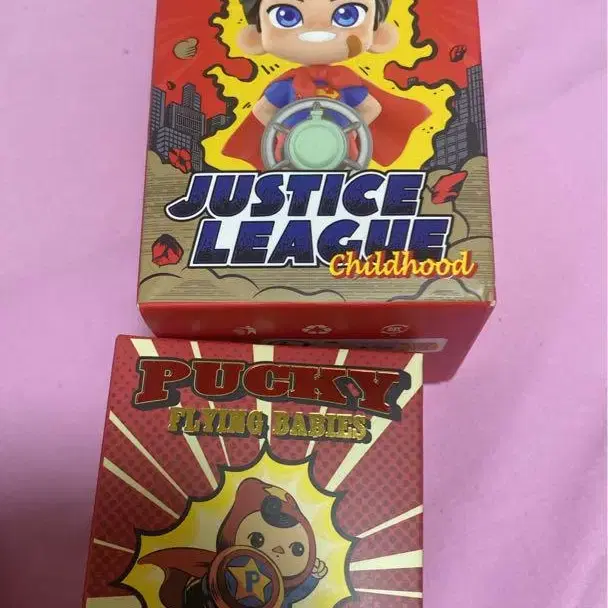 JUSTICE
LEAGUE
Childhood
PUCKY
FLYING BABIES
P